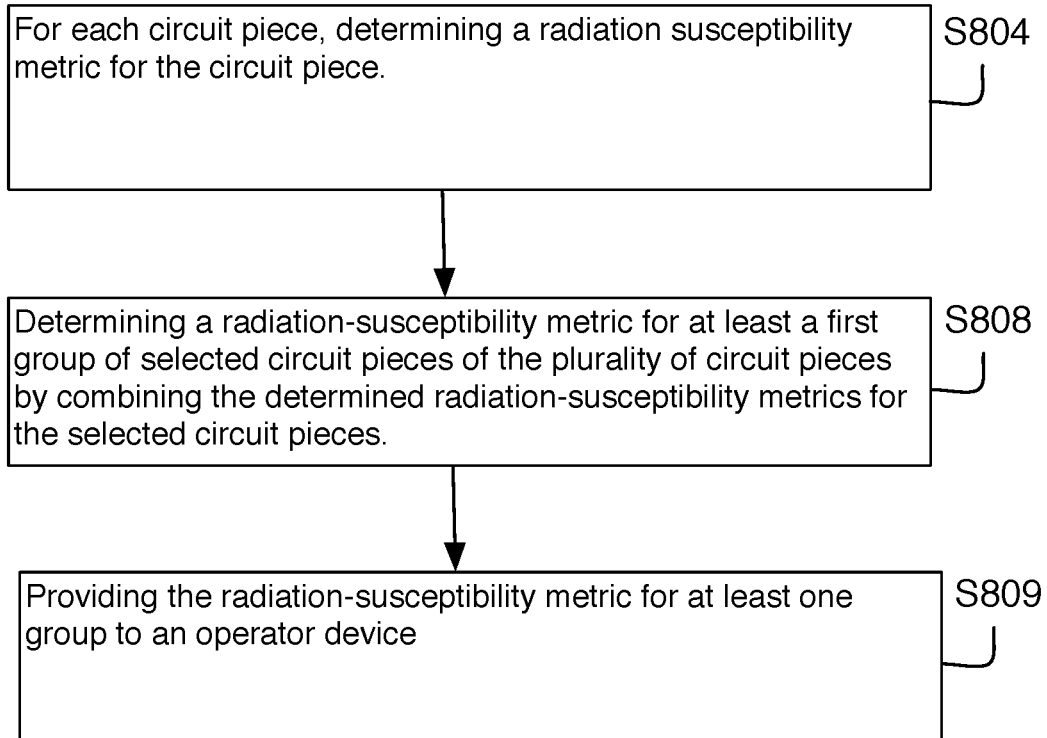 For each circuit piece, determining a radiation susceptibility
metric for the circuit piece.
S804
Determining a radiation-susceptibility metric for at least a first
group of selected circuit pieces of the plurality of circuit pieces
by combining the determined radiation-susceptibility metrics for
the selected circuit pieces.
S808
Providing the radiation-susceptibility metric for at least one
group to an operator device
S809